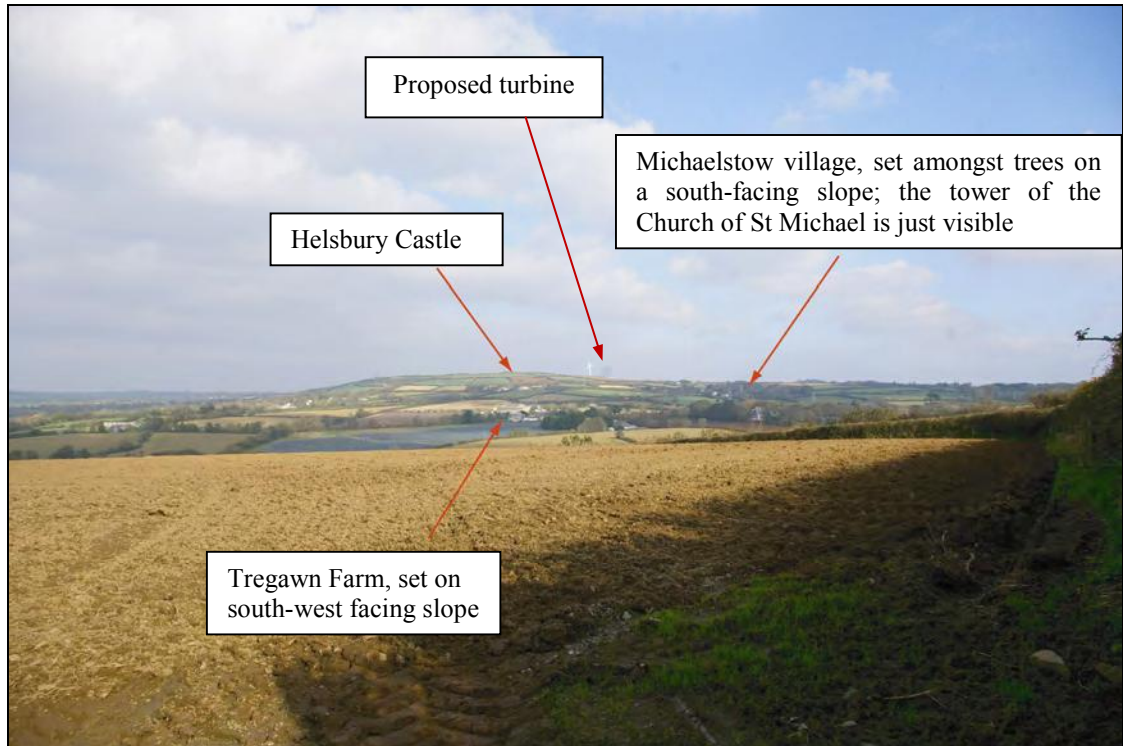 Proposed turbine
Michaelstow village, set amongst trees on
a south-facing slope; the tower of the
Church of St Michael is just visible
Helsbury Castle
Tregawn Farm, set on
south-west facing slope